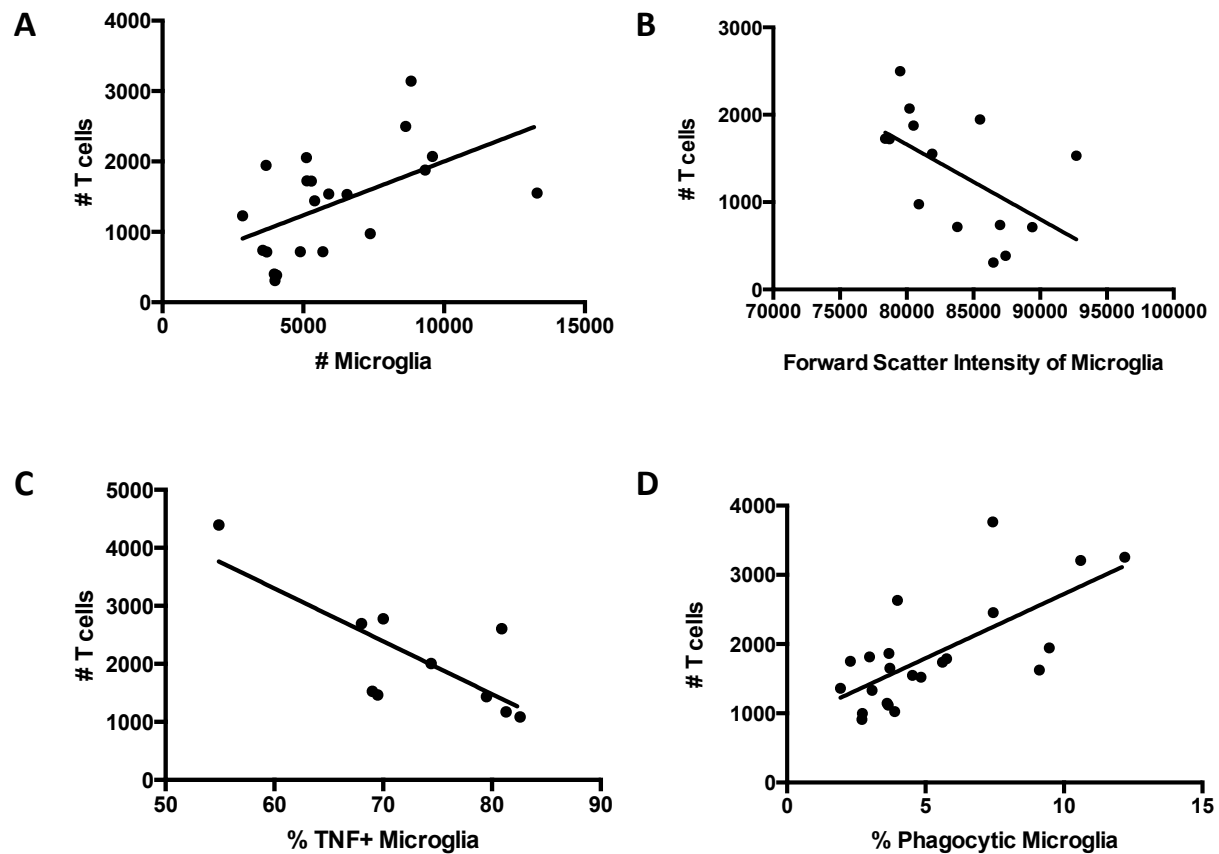 A
4000
3000
2000
1000
0
# T cells
0 5000 10000 15000
# Microglia
B
3000
2000
1000
0
# T cells
70000 75000 80000 85000 90000 95000 100000
Forward Scatter Intensity of Microglia
C
5000
4000
3000
2000
1000
0
# T cells
50 60 70 80 90
% TNF+ Microglia
D
4000
3000
2000
1000
0
# T cells
0 5 10 15
% Phagocytic Microglia